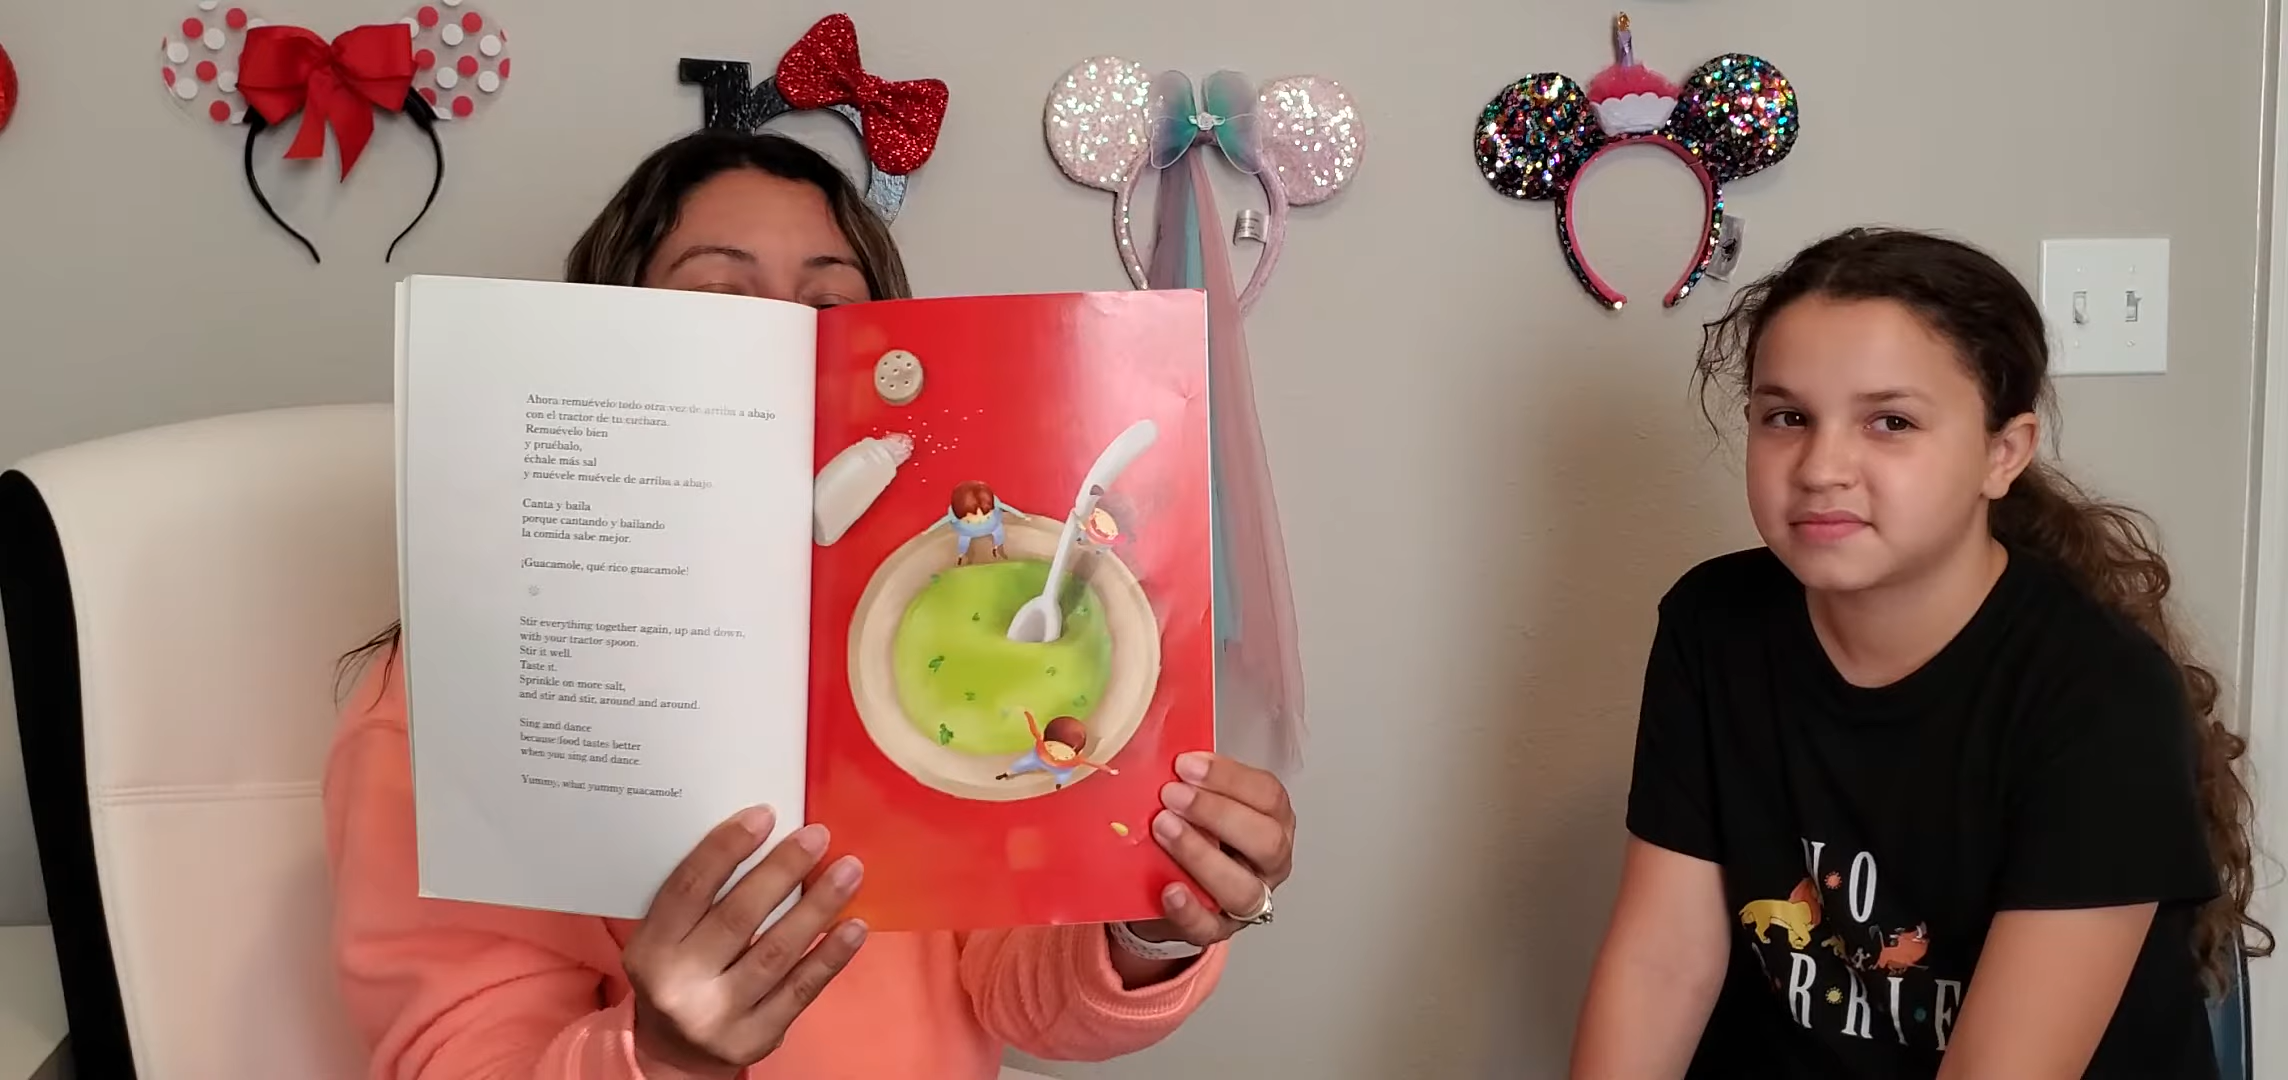 Ahora remuévelo todo otra vez de arriba a abajo
con el tractor de tu cuchara.
Remuévelo bien
y pruébalo,
échale más sal
y muévele muévele de arriba a abajo.
Canta y baila
porque cantando y bailando
la comida sabe mejor.
¡Guacamole, qué rico guacamole!
Stir everything together again, up and down,
with your tractor spoon.
Stir it well.
Taste it.
Sprinkle on more salt,
and stir and stir, around and around.
Sing and dance
because food tastes better
when you sing and dance.
Yummy, what yummy guacamole!
NO